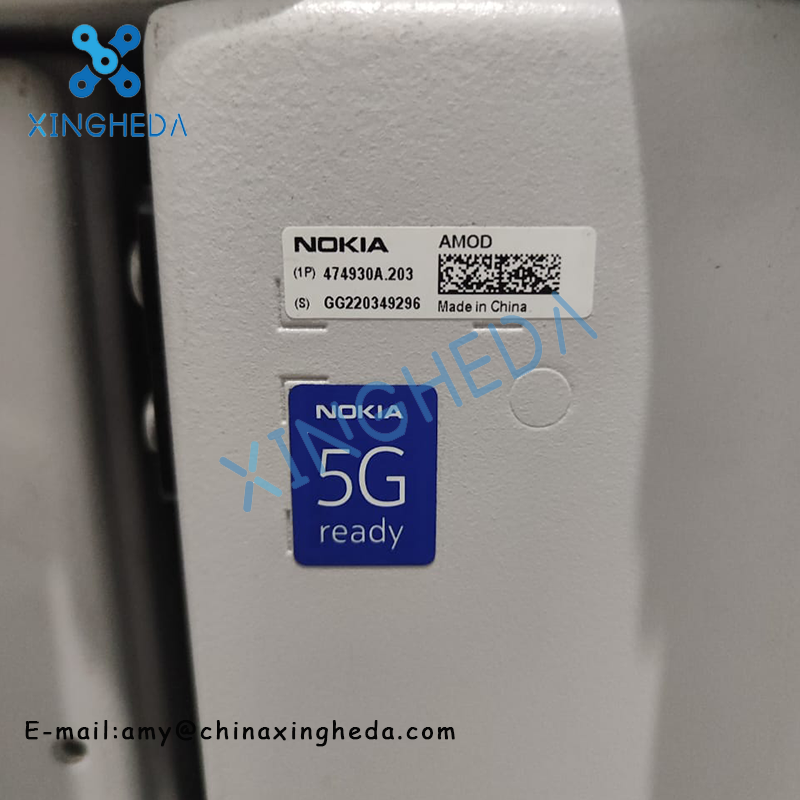 XINGHEDA
NOKIA AMOD
(1P) 474930A.203
(S) GG220349296 Made in China
XINGHEDA
NOKIA
5G
ready
E-mail:amy@chinaxingheda.com